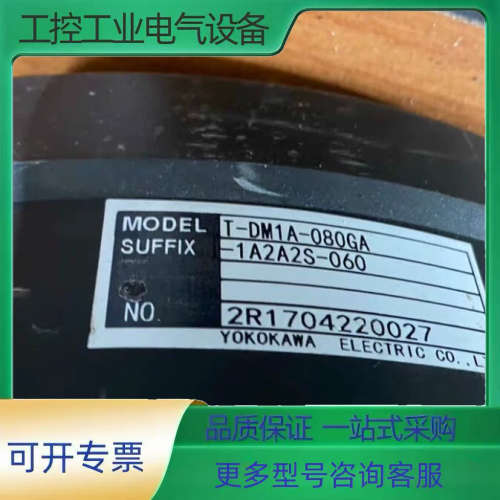 工控工业电气设备
MODEL T-DM1A-080GA
SUFFIX -1A2A2S-060
NO. 2R1704220027
YOKOKAWA ELECTRIC CO.,L
可开专票
品质保证 一站式采购
更多型号咨询客服